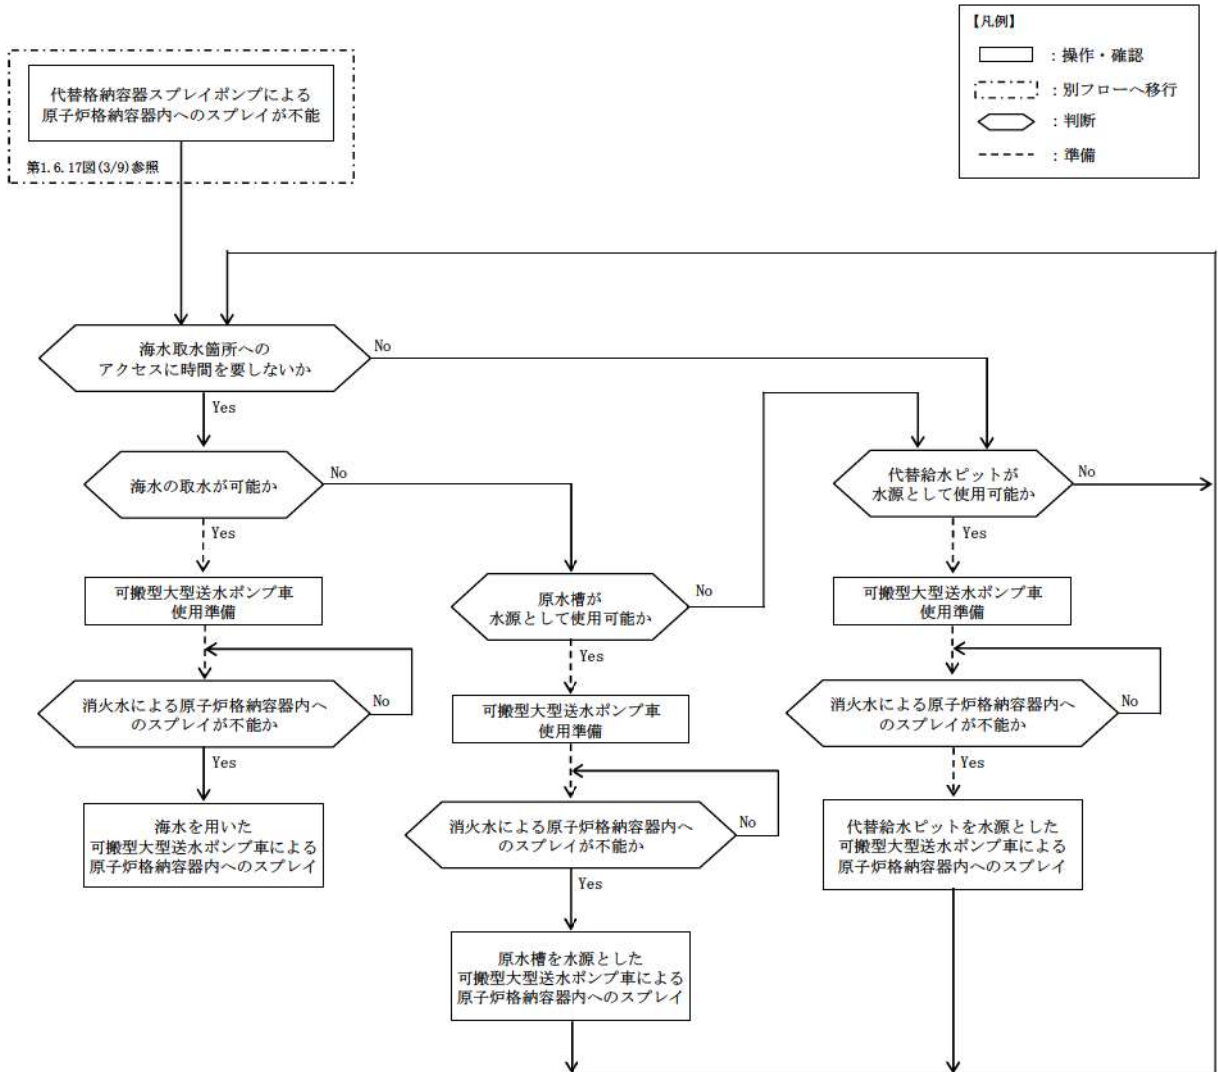 【凡例】
：操作・確認
：別フローへ移行
：判断
：準備
代替格納容器スプレイポンプによる
原子炉格納容器内へのスプレイが不能
第1.6.17図(3/9)参照
海水取水箇所への
アクセスに時間を要しないか
No
Yes
海水の取水が可能か
No
Yes
可搬型大型送水ポンプ車
使用準備
消火水による原子炉格納容器内へ
のスプレイが不能か
No
Yes
海水を用いた
可搬型大型送水ポンプ車による
原子炉格納容器内へのスプレイ
原水槽が
水源として使用可能か
No
Yes
可搬型大型送水ポンプ車
使用準備
消火水による原子炉格納容器内へ
のスプレイが不能か
No
Yes
原水槽を水源とした
可搬型大型送水ポンプ車による
原子炉格納容器内へのスプレイ
代替給水ピットが
水源として使用可能か
No
Yes
可搬型大型送水ポンプ車
使用準備
消火水による原子炉格納容器内へ
のスプレイが不能か
No
Yes
代替給水ピットを水源とした
可搬型大型送水ポンプ車による
原子炉格納容器内へのスプレイ